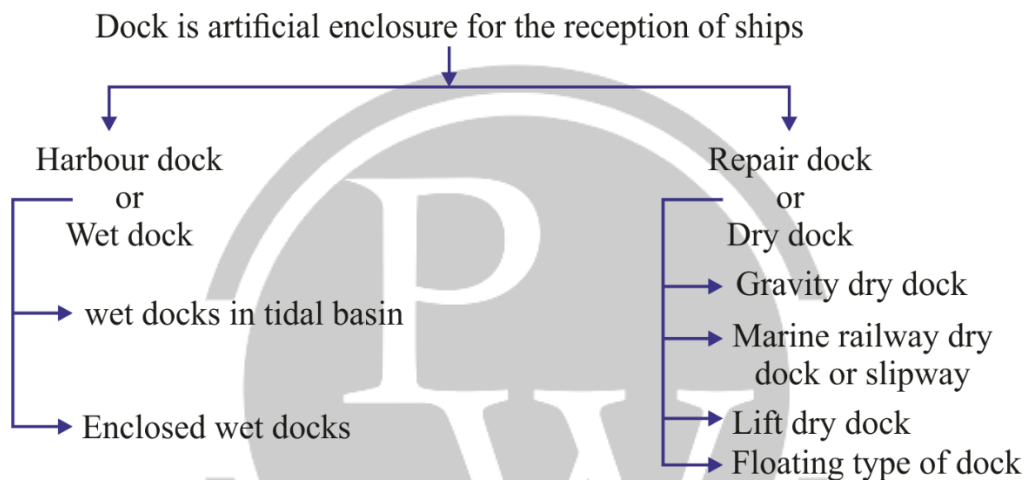 Dock is artificial enclosure for the reception of ships
Harbour dock
or
Wet dock
wet docks in tidal basin
Enclosed wet docks
Repair dock
or
Dry dock
Gravity dry dock
Marine railway dry
dock or slipway
Lift dry dock
Floating type of dock
PW